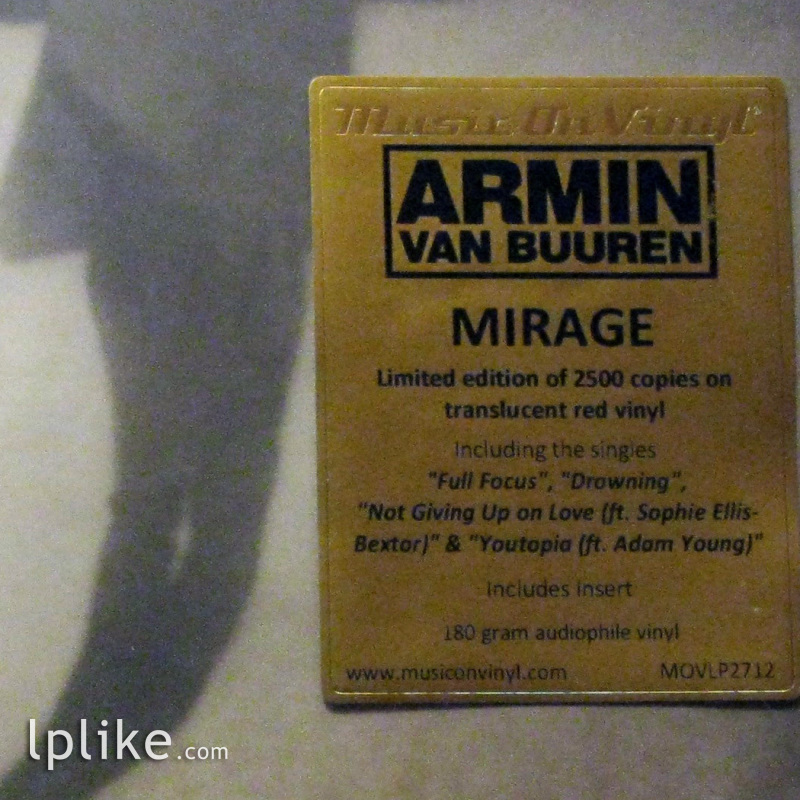 Music On Vinyl
ARMIN
VAN BUUREN
MIRAGE
Limited edition of 2500 copies on
translucent red vinyl
Including the singles
"Full Focus", "Drowning",
"Not Giving Up on Love (ft. Sophie Ellis-
Bextor)" & "Youtopia (ft. Adam Young)"
Includes insert
180 gram audiophile vinyl
www.musiconvinyl.com MOVLP2712
lplike.com